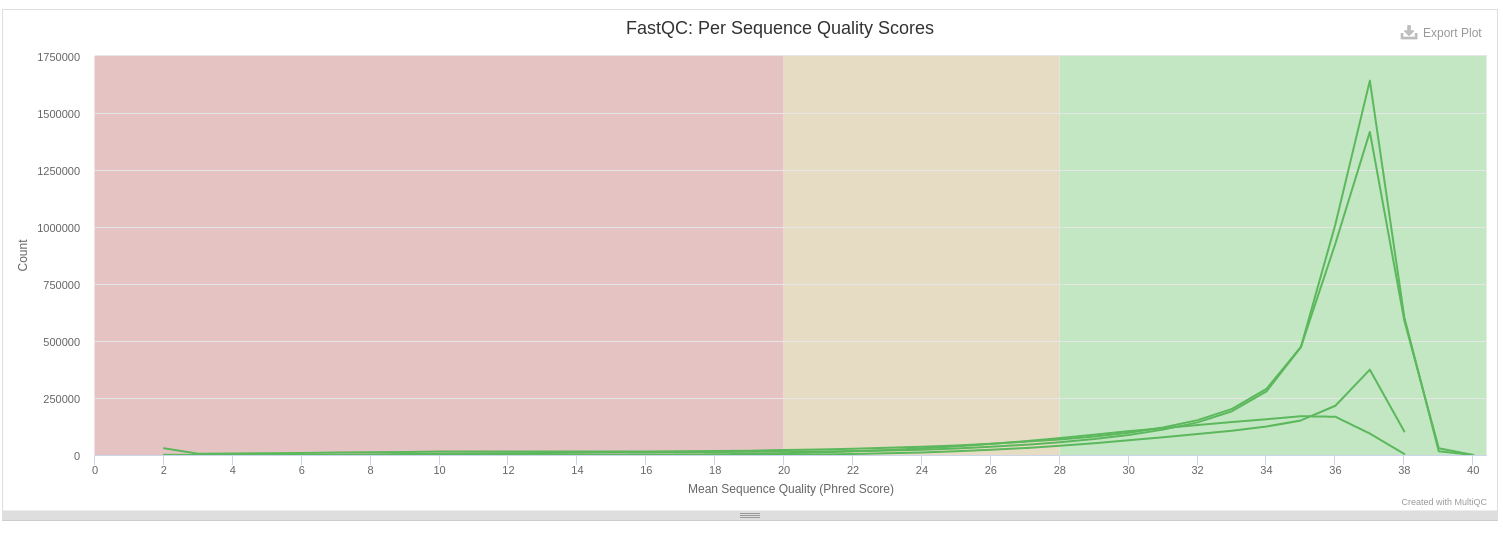 FastQC: Per Sequence Quality Scores
Export Plot
1750000
1500000
1250000
1000000
750000
500000
250000
0
Count
0 2 4 6 8 10 12 14 16 18 20 22 24 26 28 30 32 34 36 38 40
Mean Sequence Quality (Phred Score)
Created with MultiQC